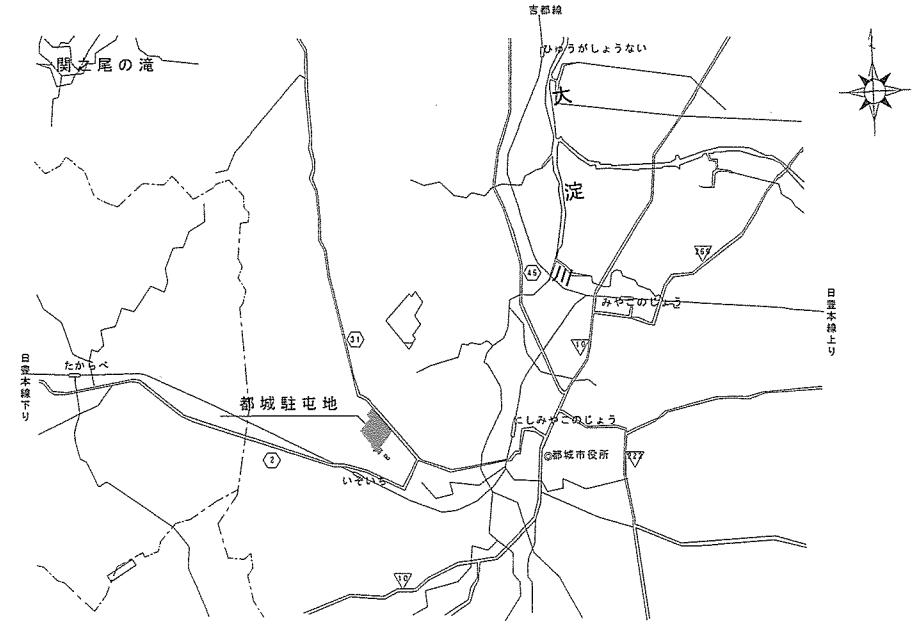 吉都線
ひゅうがしょうない
関之尾の滝
大
淀
川
269
45
みやこのじょう
日豊本線上り
10
31
日豊本線下り
たからべ
都城駐屯地
にしみやこのじょう
◎都城市役所
222
2
いそいち
10